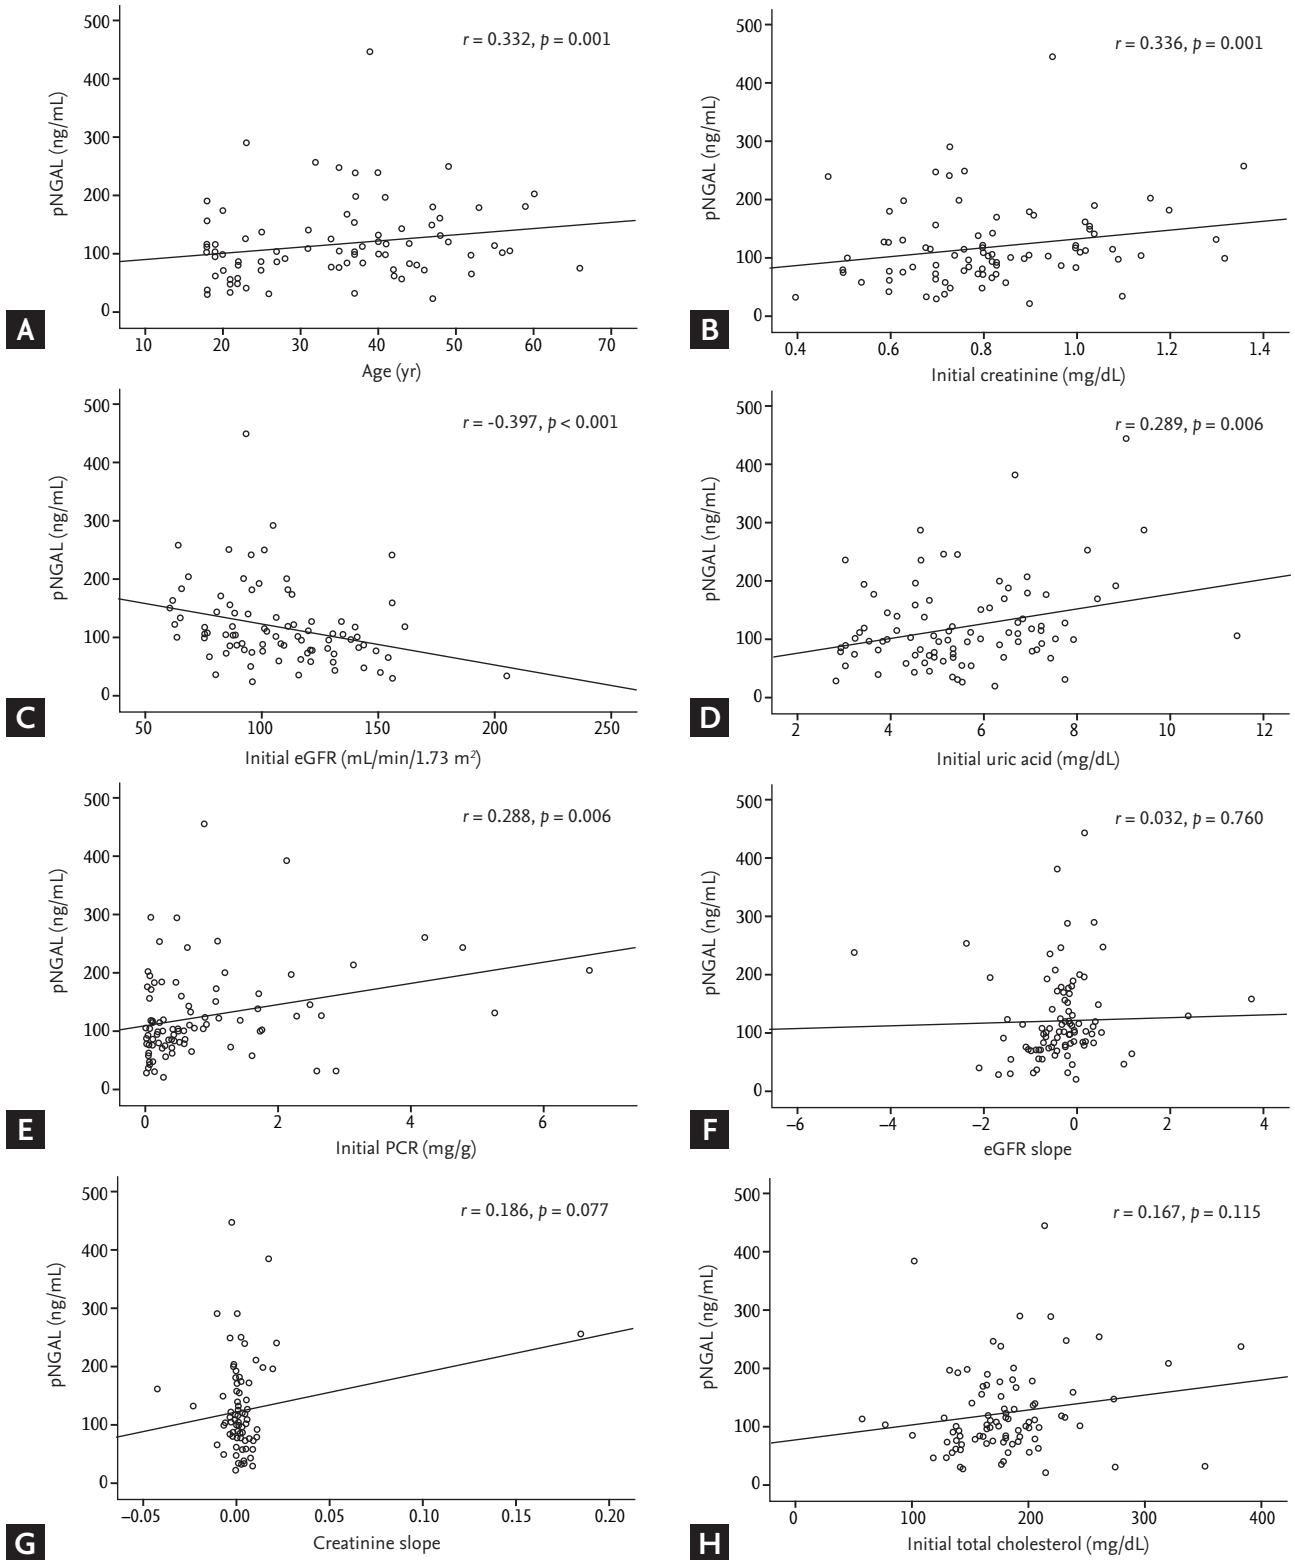 500
400
300
200
100
0
pNGAL (ng/mL)
r = 0.332, p = 0.001
10 20 30 40 50 60 70
Age (yr)
A
500
400
300
200
100
0
pNGAL (ng/mL)
r = 0.336, p = 0.001
0.4 0.6 0.8 1.0 1.2 1.4
Initial creatinine (mg/dL)
B
500
400
300
200
100
0
pNGAL (ng/mL)
r = -0.397, p < 0.001
50 100 150 200 250
Initial eGFR (mL/min/1.73 m²)
C
500
400
300
200
100
0
pNGAL (ng/mL)
r = 0.289, p = 0.006
2 4 6 8 10 12
Initial uric acid (mg/dL)
D
500
400
300
200
100
0
pNGAL (ng/mL)
r = 0.288, p = 0.006
0 2 4 6
Initial PCR (mg/g)
E
500
400
300
200
100
0
pNGAL (ng/mL)
r = 0.032, p = 0.760
–6 –4 –2 0 2 4
eGFR slope
F
500
400
300
200
100
0
pNGAL (ng/mL)
r = 0.186, p = 0.077
–0.05 0.00 0.05 0.10 0.15 0.20
Creatinine slope
G
500
400
300
200
100
0
pNGAL (ng/mL)
r = 0.167, p = 0.115
0 100 200 300 400
Initial total cholesterol (mg/dL)
H